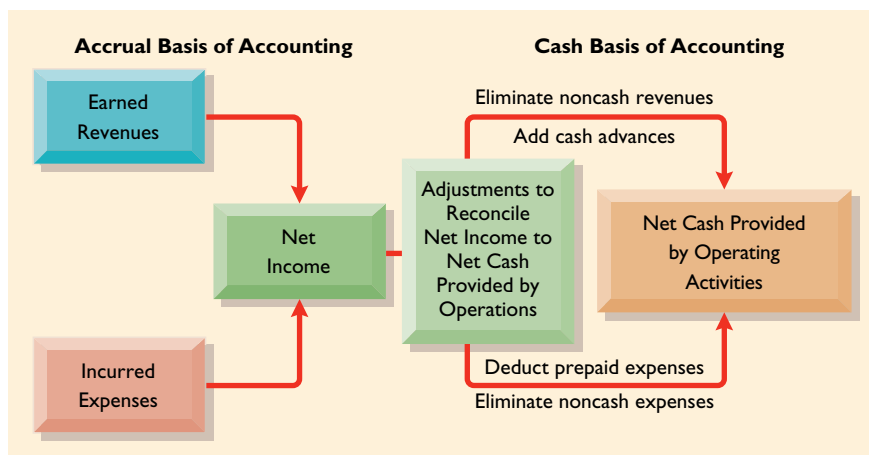 Accrual Basis of Accounting
Cash Basis of Accounting
Earned
Revenues
Incurred
Expenses
Net
Income
Adjustments to
Reconcile
Net Income to
Net Cash
Provided by
Operations
Eliminate noncash revenues
Add cash advances
Deduct prepaid expenses
Eliminate noncash expenses
Net Cash Provided
by Operating
Activities